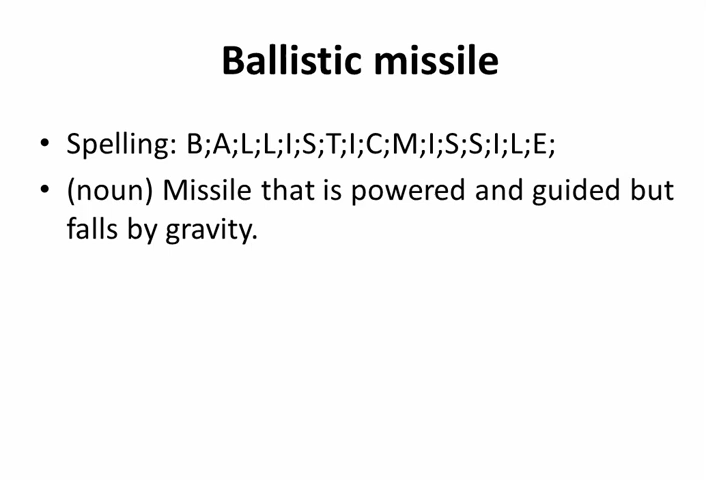 Ballistic missile
• Spelling: B;A;L;L;I;S;T;I;C;M;I;S;S;I;L;E;
• (noun) Missile that is powered and guided but
falls by gravity.